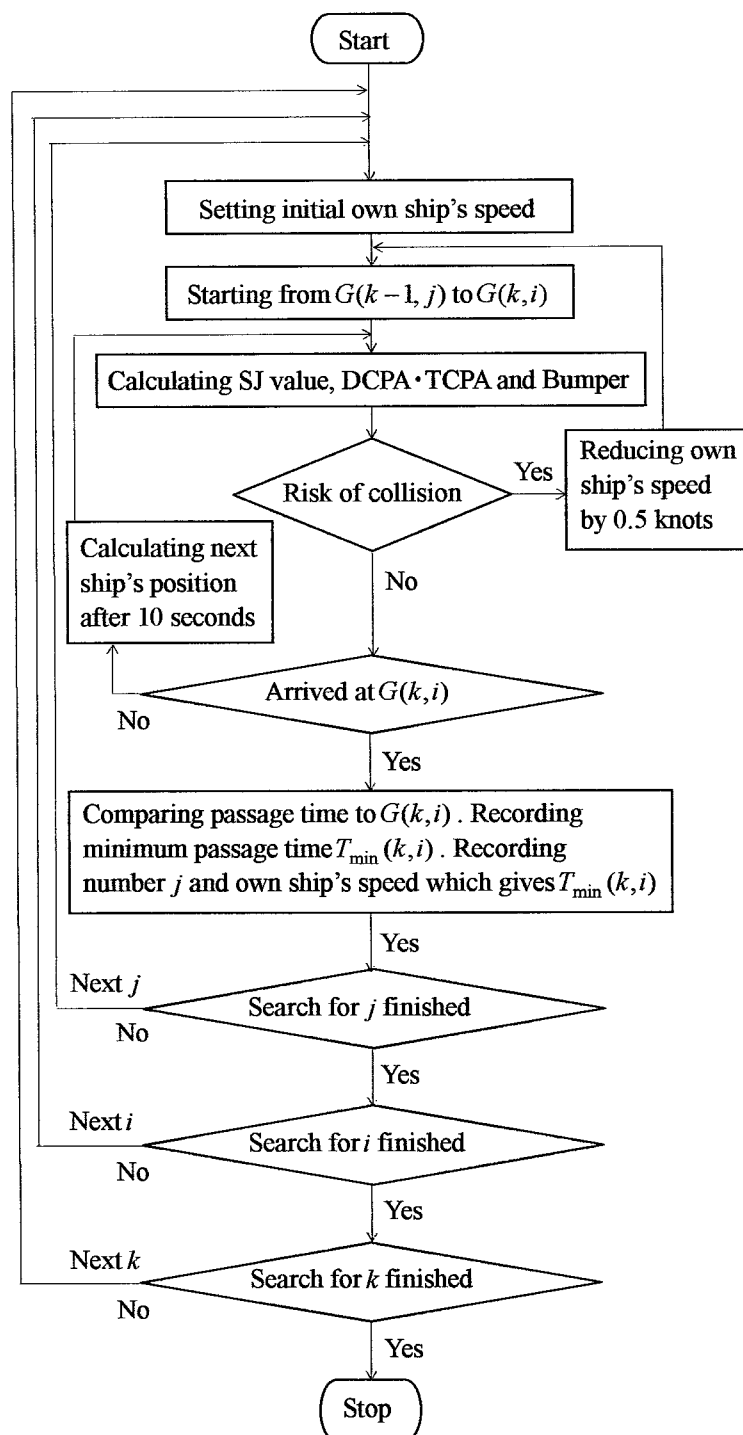 Start
Setting initial own ship's speed
Starting from G(k−1, j) to G(k, i)
Calculating SJ value, DCPA・TCPA and Bumper
Risk of collision
Yes
Reducing own
ship's speed
by 0.5 knots
Calculating next
ship's position
after 10 seconds
No
Arrived at G(k, i)
No
Yes
Comparing passage time to G(k, i) . Recording
minimum passage time T_min (k, i) . Recording
number j and own ship's speed which gives T_min (k, i)
Yes
Next j
Search for j finished
No
Yes
Next i
Search for i finished
No
Yes
Next k
Search for k finished
No
Yes
Stop